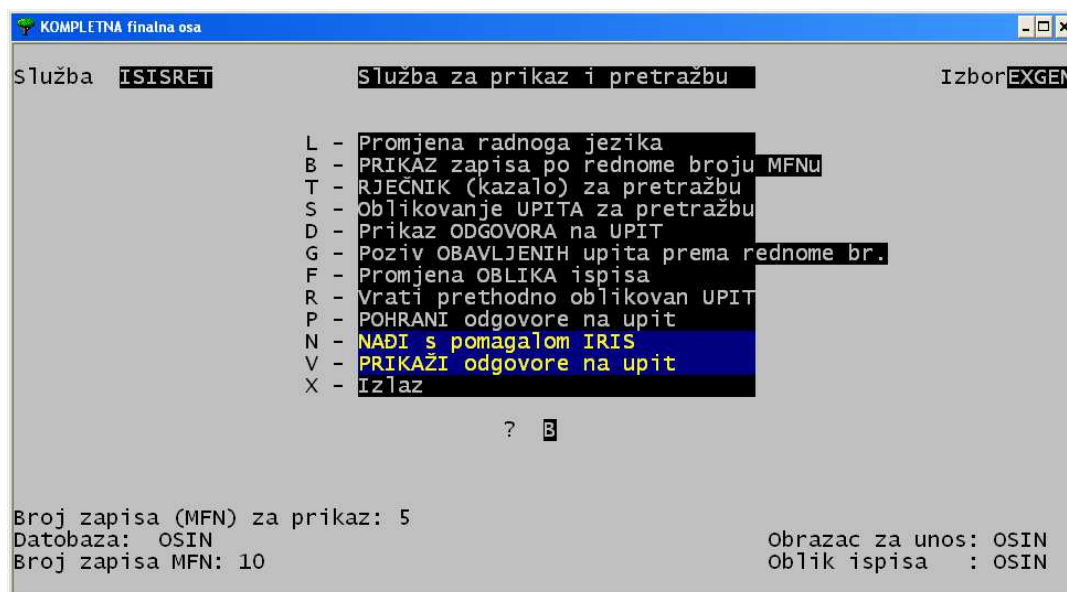 KOMPLETNA finalna osa
Služba ISISRET Služba za prikaz i pretražbu Izbor EXGEN
L - Promjena radnoga jezika
B - PRIKAZ zapisa po rednome broju MFNu
T - RJEČNIK (kazalo) za pretražbu
S - Oblikovanje UPITA za pretražbu
D - Prikaz ODGOVORA na UPIT
G - Poziv OBAVLJENIH upita prema rednome br.
F - Promjena OBLIKA ispisa
R - Vrati prethodno oblikovan UPIT
P - POHRANI odgovore na upit
N - NAĐI s pomagalom IRIS
V - PRIKAŽI odgovore na upit
X - Izlaz
? B
Broj zapisa (MFN) za prikaz: 5
Datobaza: OSIN Obrazac za unos: OSIN
Broj zapisa MFN: 10 Oblik ispisa : OSIN